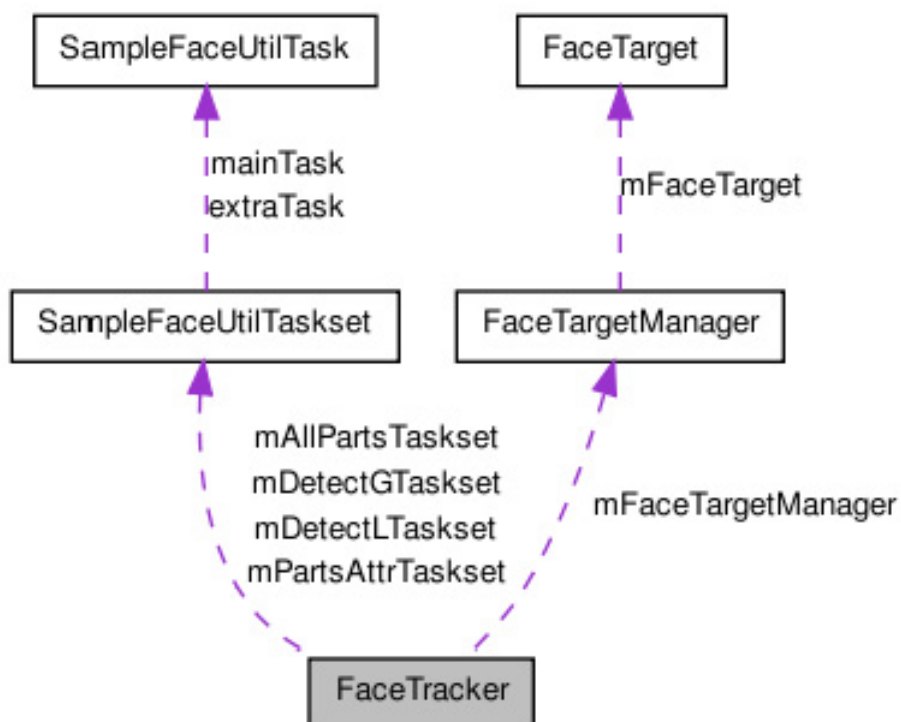 SampleFaceUtilTask
FaceTarget
mainTask
extraTask
mFaceTarget
SampleFaceUtilTaskset
FaceTargetManager
mAllPartsTaskset
mDetectGTaskset
mDetectLTaskset
mPartsAttrTaskset
mFaceTargetManager
FaceTracker